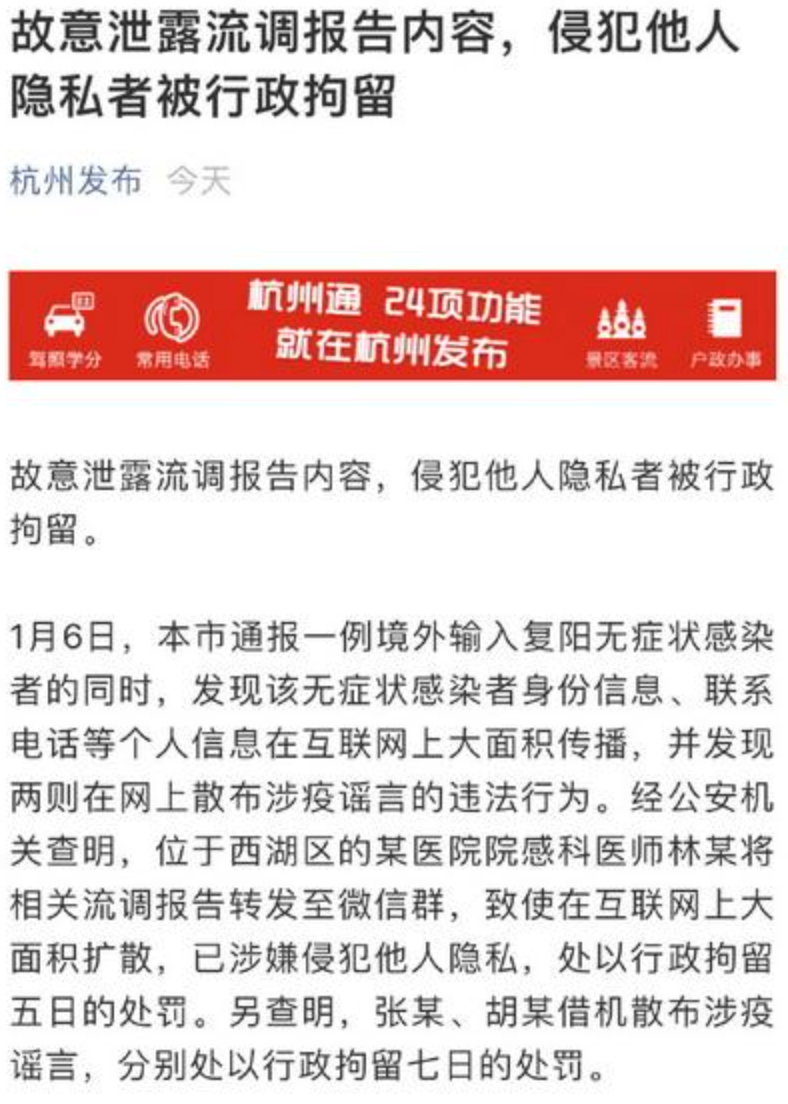 故意泄露流调报告内容，侵犯他人
隐私者被行政拘留
杭州发布 今天
杭州通 24项功能
就在杭州发布
驾照学分
常用电话
景区客流
户政办事
故意泄露流调报告内容，侵犯他人隐私者被行政
拘留。
1月6日，本市通报一例境外输入复阳无症状感染
者的同时，发现该无症状感染者身份信息、联系
电话等个人信息在互联网上大面积传播，并发现
两则在网上散布涉疫谣言的违法行为。经公安机
关查明，位于西湖区的某医院院感科医师林某将
相关流调报告转发至微信群，致使在互联网上大
面积扩散，已涉嫌侵犯他人隐私，处以行政拘留
五日的处罚。另查明，张某、胡某借机散布涉疫
谣言，分别处以行政拘留七日的处罚。